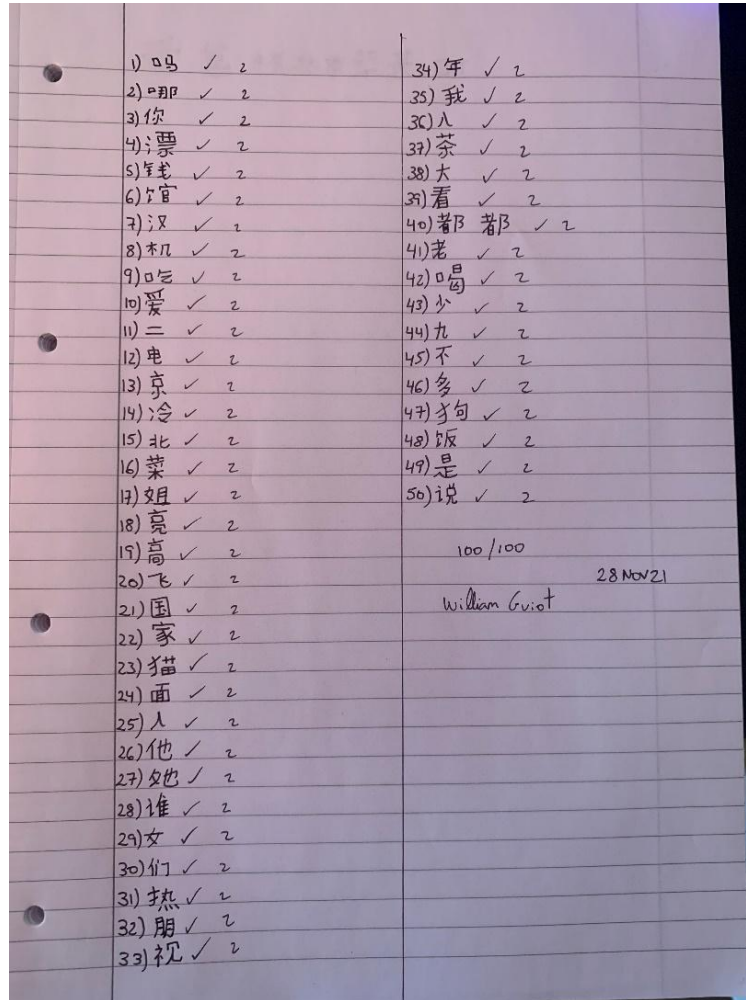 1) 吗 ✓ 2
2) 哪 ✓ 2
3) 你 ✓ 2
4) 漂 ✓ 2
5) 钱 ✓ 2
6) 馆 ✓ 2
7) 汉 ✓ 2
8) 机 ✓ 2
9) 吃 ✓ 2
10) 爱 ✓ 2
11) 二 ✓ 2
12) 电 ✓ 2
13) 京 ✓ 2
14) 冷 ✓ 2
15) 北 ✓ 2
16) 菜 ✓ 2
17) 姐 ✓ 2
18) 亮 ✓ 2
19) 高 ✓ 2
20) 飞 ✓ 2
21) 国 ✓ 2
22) 家 ✓ 2
23) 猫 ✓ 2
24) 面 ✓ 2
25) 人 ✓ 2
26) 他 ✓ 2
27) 她 ✓ 2
28) 谁 ✓ 2
29) 女 ✓ 2
30) 们 ✓ 2
31) 热 ✓ 2
32) 朋 ✓ 2
33) 视 ✓ 2
34) 年 ✓ 2
35) 我 ✓ 2
36) 八 ✓ 2
37) 茶 ✓ 2
38) 大 ✓ 2
39) 看 ✓ 2
40) 都 都 ✓ 2
41) 老 ✓ 2
42) 喝 ✓ 2
43) 少 ✓ 2
44) 九 ✓ 2
45) 不 ✓ 2
46) 多 ✓ 2
47) 狗 ✓ 2
48) 饭 ✓ 2
49) 是 ✓ 2
50) 说 ✓ 2
100/100
28 Nov 21
William Guiot